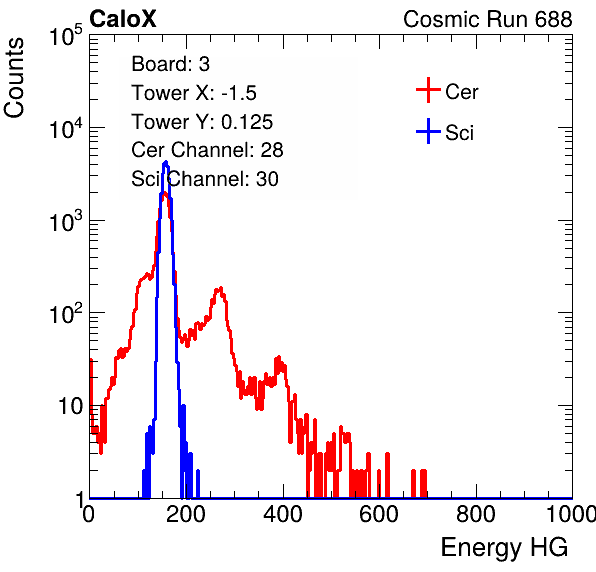 CaloX Cosmic Run 688
Counts
10^5
10^4
10^3
10^2
10
1
Board: 3
Tower X: -1.5
Tower Y: 0.125
Cer Channel: 28
Sci Channel: 30
Cer
Sci
0 200 400 600 800 1000
Energy HG